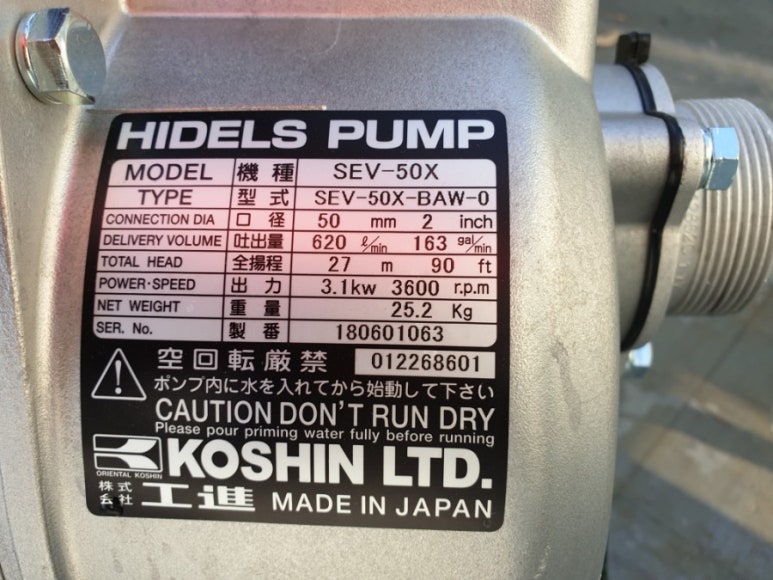 HIDELS PUMP
MODEL 機種 SEV-50X
TYPE 型式 SEV-50X-BAW-0
CONNECTION DIA 口径 50 mm 2 inch
DELIVERY VOLUME 吐出量 620 ℓ/min 163 gal/min
TOTAL HEAD 全揚程 27 m 90 ft
POWER·SPEED 出力 3.1kw 3600 r.p.m
NET WEIGHT 重量 25.2 Kg
SER. No. 製番 180601063
空回転厳禁 012268601
ポンプ内に水を入れてから始動して下さい
CAUTION DON'T RUN DRY
Please pour priming water fully before running
ORIENTAL KOSHIN KOSHIN LTD.
株式会社 工進 MADE IN JAPAN